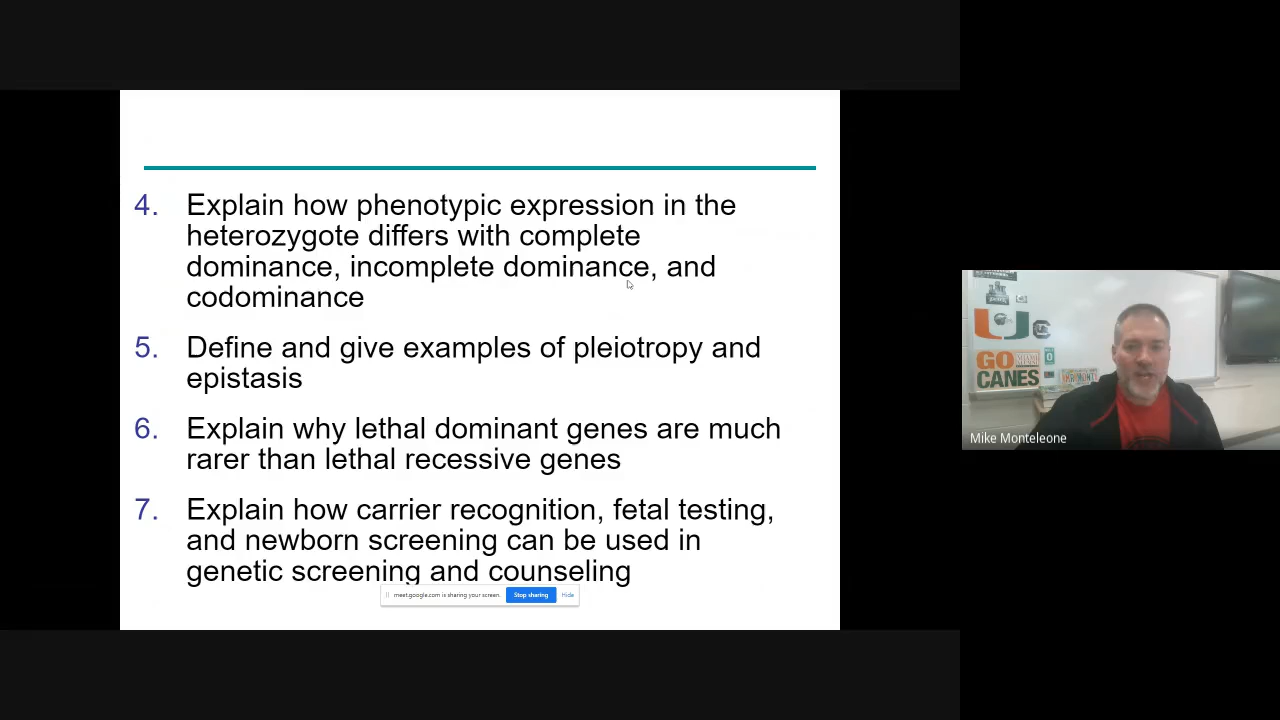 4. Explain how phenotypic expression in the
heterozygote differs with complete
dominance, incomplete dominance, and
codominance
5. Define and give examples of pleiotropy and
epistasis
6. Explain why lethal dominant genes are much
rarer than lethal recessive genes
7. Explain how carrier recognition, fetal testing,
and newborn screening can be used in
genetic screening and counseling
meet.google.com is sharing your screen. Stop sharing Hide
GO
CANES
Mike Monteleone